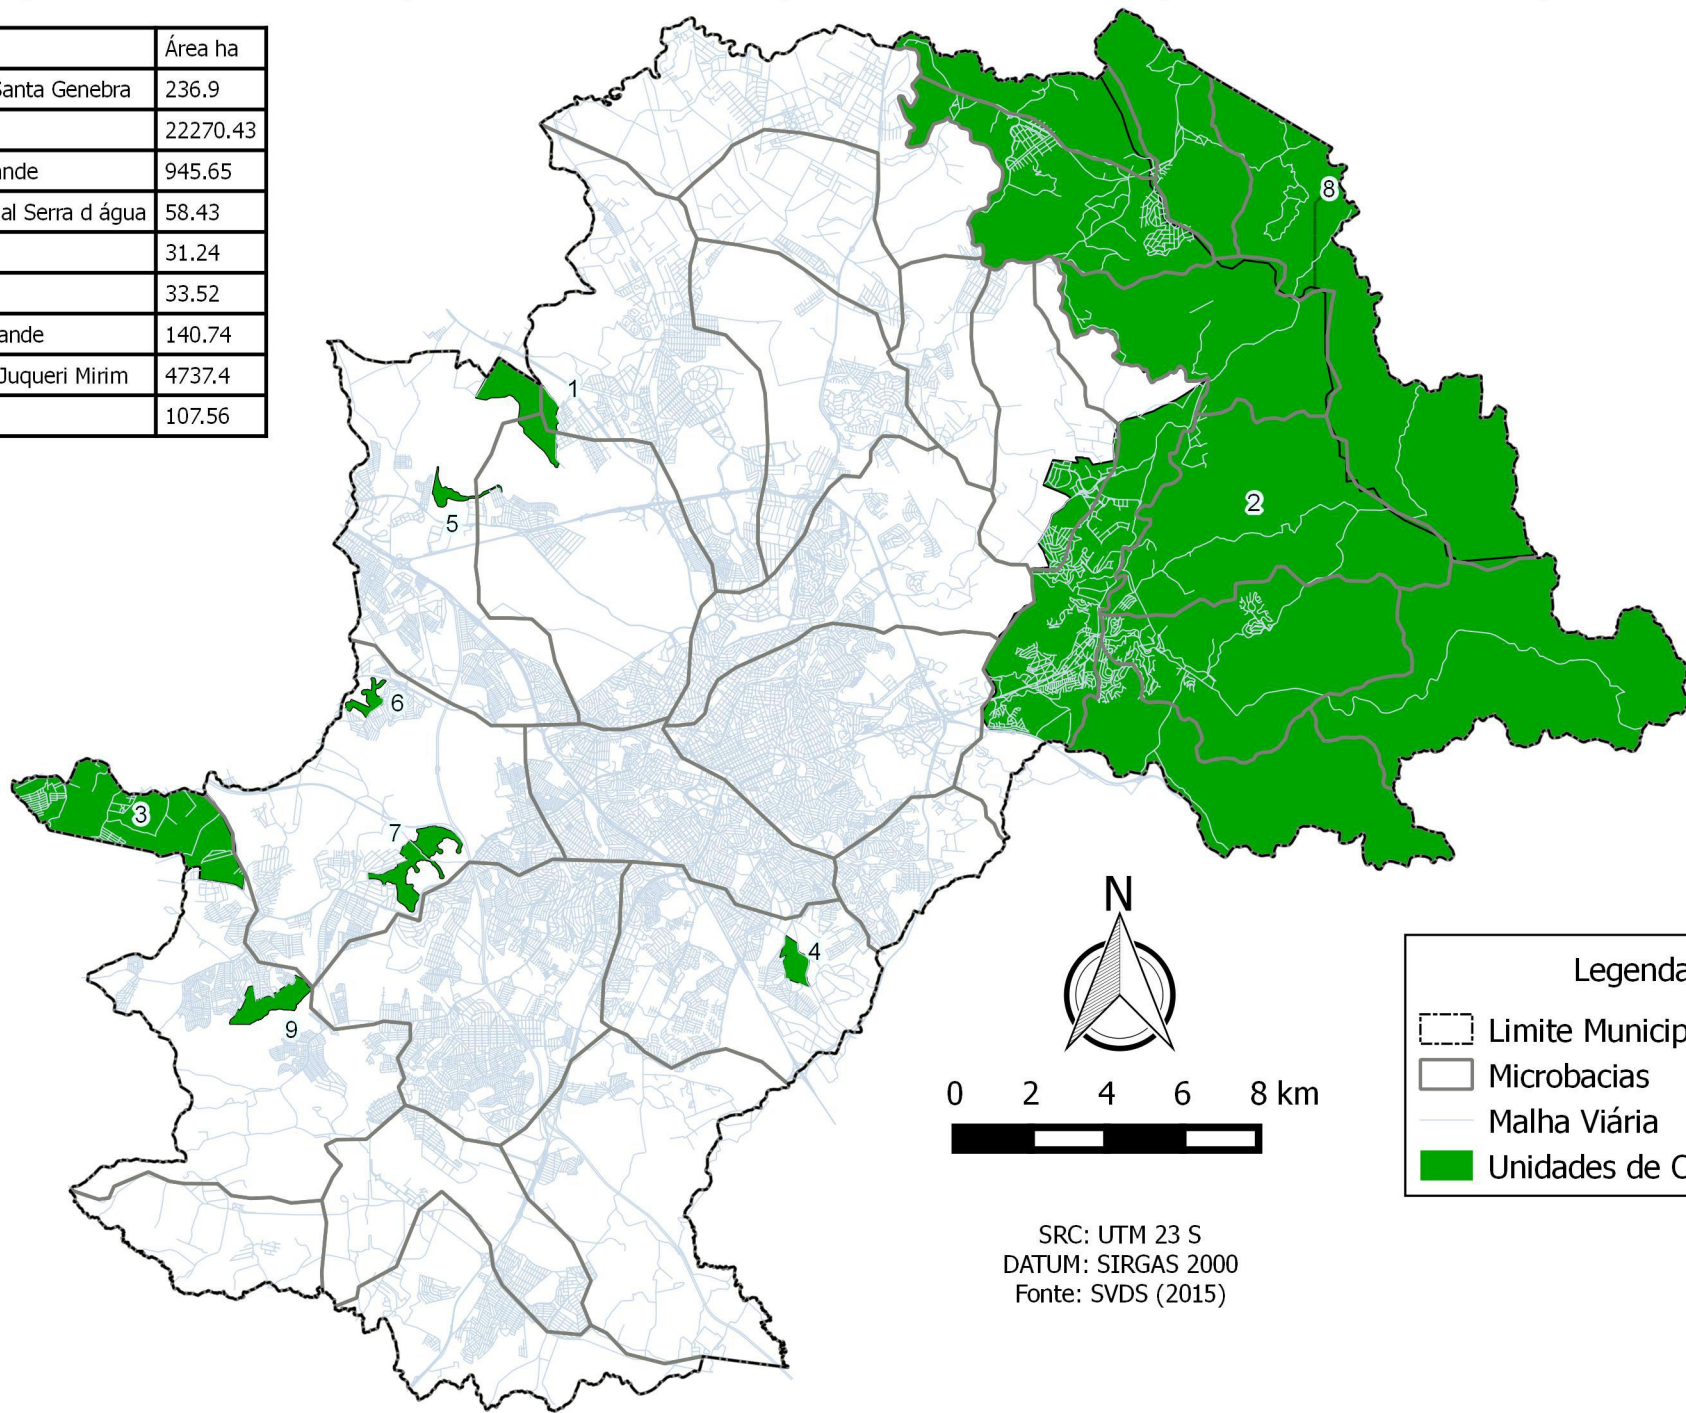 Área ha
Santa Genebra 236.9
22270.43
945.65
Serra d água 58.43
31.24
33.52
140.74
Juqueri Mirim 4737.4
107.56
8
1
2
5
6
3
7
4
9
N
0 2 4 6 8 km
SRC: UTM 23 S
DATUM: SIRGAS 2000
Fonte: SVDS (2015)
Legenda
Limite Municip
Microbacias
Malha Viária
Unidades de